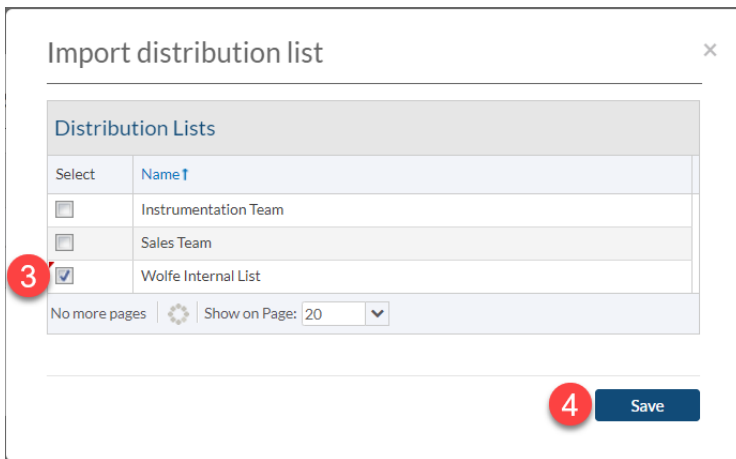 Import distribution list ×
Distribution Lists
Select Name↑
Instrumentation Team
Sales Team
3 Wolfe Internal List
No more pages Show on Page: 20
4 Save